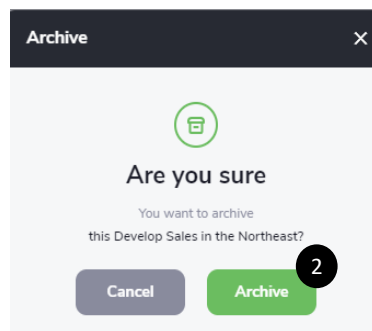 Archive ×
Are you sure
You want to archive
this Develop Sales in the Northeast?
2
Cancel Archive